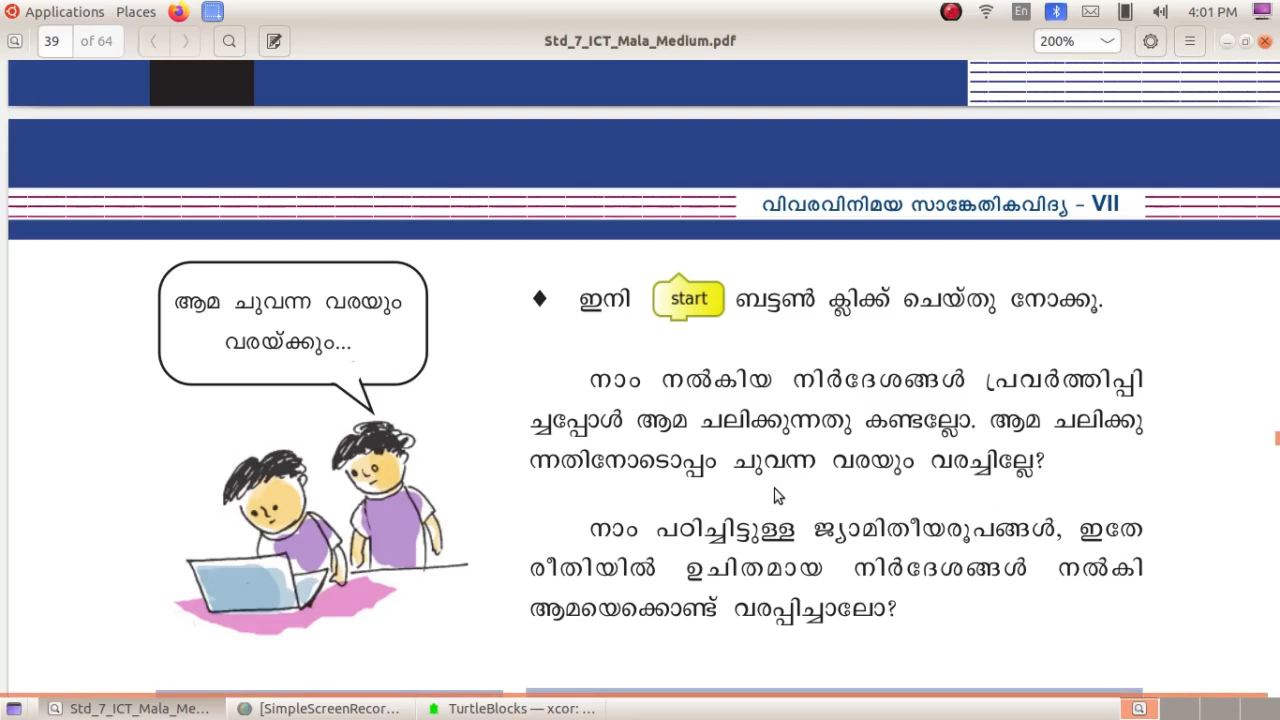 Applications Places En 4:01 PM
39 of 64 Std_7_ICT_Mala_Medium.pdf 200%
വിവരവിനിമയ സാങ്കേതികവിദ്യ - VII
ആമ ചുവന്ന വരയും
വരയ്ക്കും...
♦ ഇനി start ബട്ടൺ ക്ലിക്ക് ചെയ്തു നോക്കൂ.
നാം നൽകിയ നിർദേശങ്ങൾ പ്രവർത്തിപ്പി
ച്ചപ്പോൾ ആമ ചലിക്കുന്നതു കണ്ടല്ലോ. ആമ ചലിക്കു
ന്നതിനോടൊപ്പം ചുവന്ന വരയും വരച്ചില്ലേ?
നാം പഠിച്ചിട്ടുള്ള ജ്യാമിതീയരൂപങ്ങൾ, ഇതേ
രീതിയിൽ ഉചിതമായ നിർദേശങ്ങൾ നൽകി
ആമയെക്കൊണ്ട് വരപ്പിച്ചാലോ?
Std_7_ICT_Mala_Me... [SimpleScreenRecor... TurtleBlocks — xcor: ...